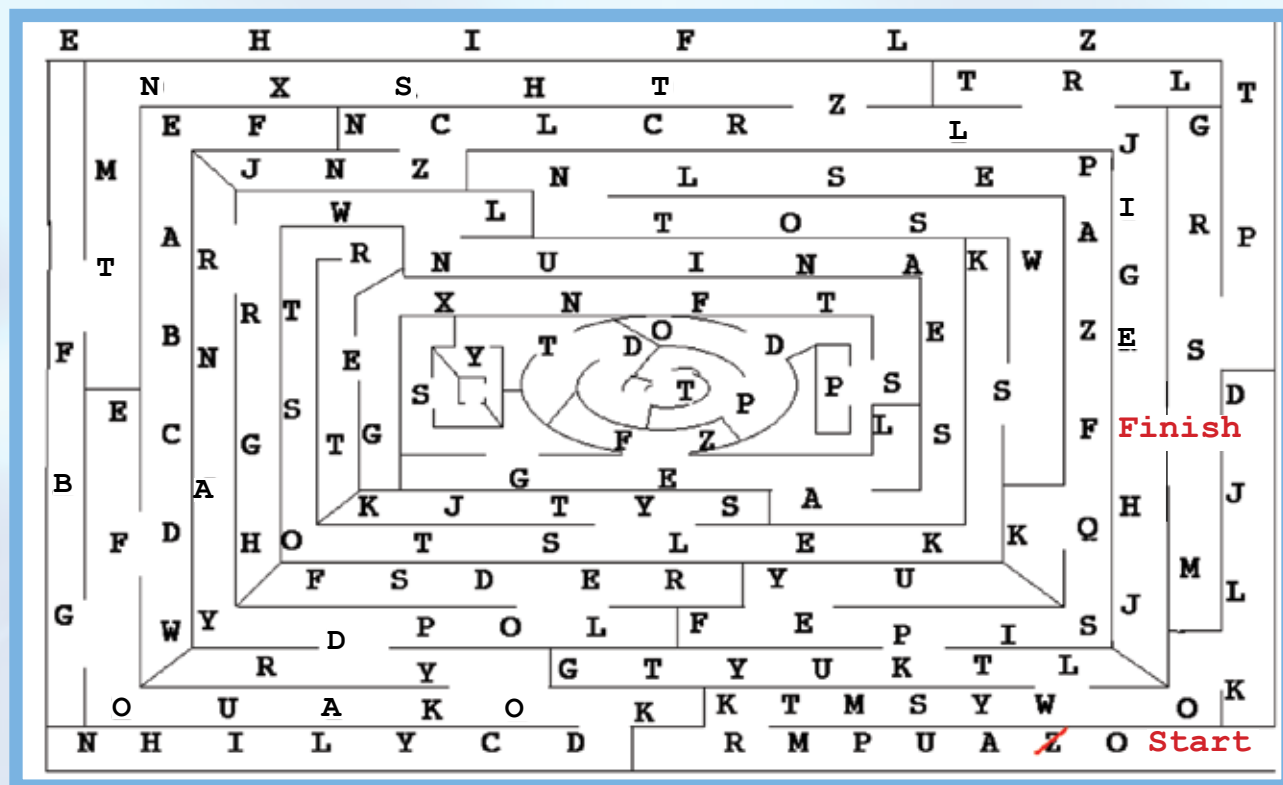 E H I F L Z
N X S H T Z T R L T
E F N C L C R L J G
M J N Z N L S E P
W L T O S I
A R R N U I N A K W A R P
T R G
R T X N F T
B N E T D O D E Z E S
F Y
S S T P P S S D
E G F Finish
C G T F Z L S
B A G E J
K J T Y S A H
F D H O T S L E K K Q
F S D E R Y U M L
G W Y D P O L F E P I S J
R Y G T Y U K T L
O U A K O K K T M S Y W O K
N H I L Y C D R M P U A Z O Start